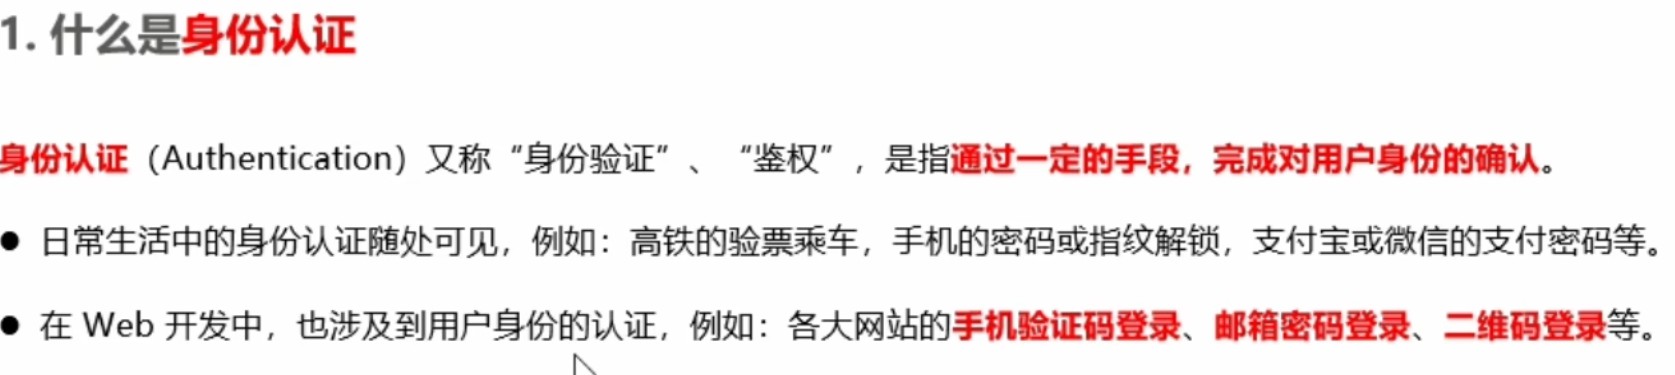 1. 什么是身份认证
身份认证（Authentication）又称“身份验证”、“鉴权”，是指通过一定的手段，完成对用户身份的确认。
● 日常生活中的身份认证随处可见，例如：高铁的验票乘车，手机的密码或指纹解锁，支付宝或微信的支付密码等。
● 在 Web 开发中，也涉及到用户身份的认证，例如：各大网站的手机验证码登录、邮箱密码登录、二维码登录等。